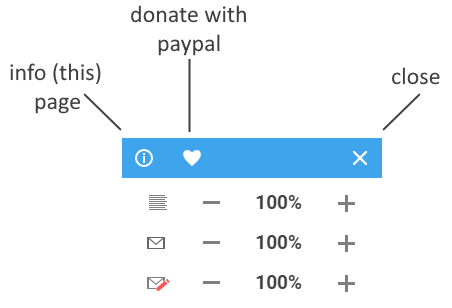 donate with
paypal
info (this)
page
close
100%
100%
100%